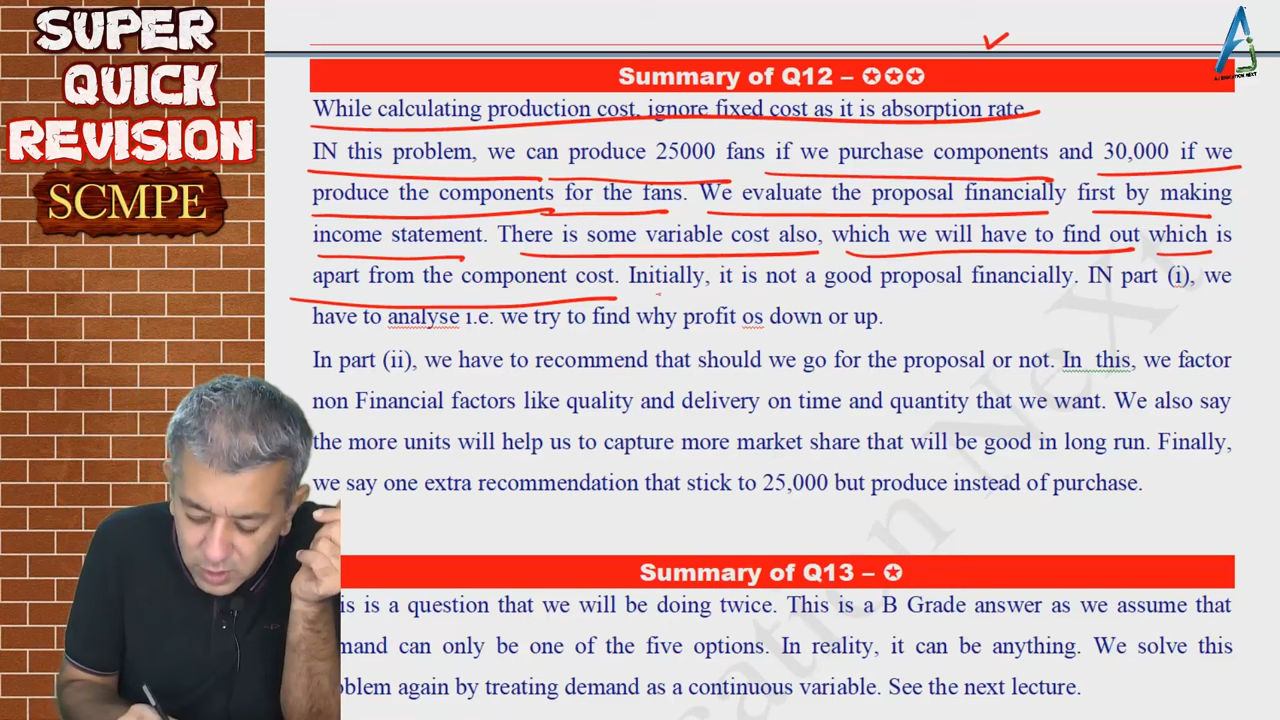 SUPER
QUICK
REVISION
SCMPE
AJ EDUCATION NEXT
Summary of Q12 – ✪✪✪
While calculating production cost, ignore fixed cost as it is absorption rate.
IN this problem, we can produce 25000 fans if we purchase components and 30,000 if we
produce the components for the fans. We evaluate the proposal financially first by making
income statement. There is some variable cost also, which we will have to find out which is
apart from the component cost. Initially, it is not a good proposal financially. IN part (i), we
have to analyse i.e. we try to find why profit os down or up.
In part (ii), we have to recommend that should we go for the proposal or not. In this, we factor
non Financial factors like quality and delivery on time and quantity that we want. We also say
the more units will help us to capture more market share that will be good in long run. Finally,
we say one extra recommendation that stick to 25,000 but produce instead of purchase.
Summary of Q13 – ✪
is a question that we will be doing twice. This is a B Grade answer as we assume that
can only be one of the five options. In reality, it can be anything. We solve this
again by treating demand as a continuous variable. See the next lecture.